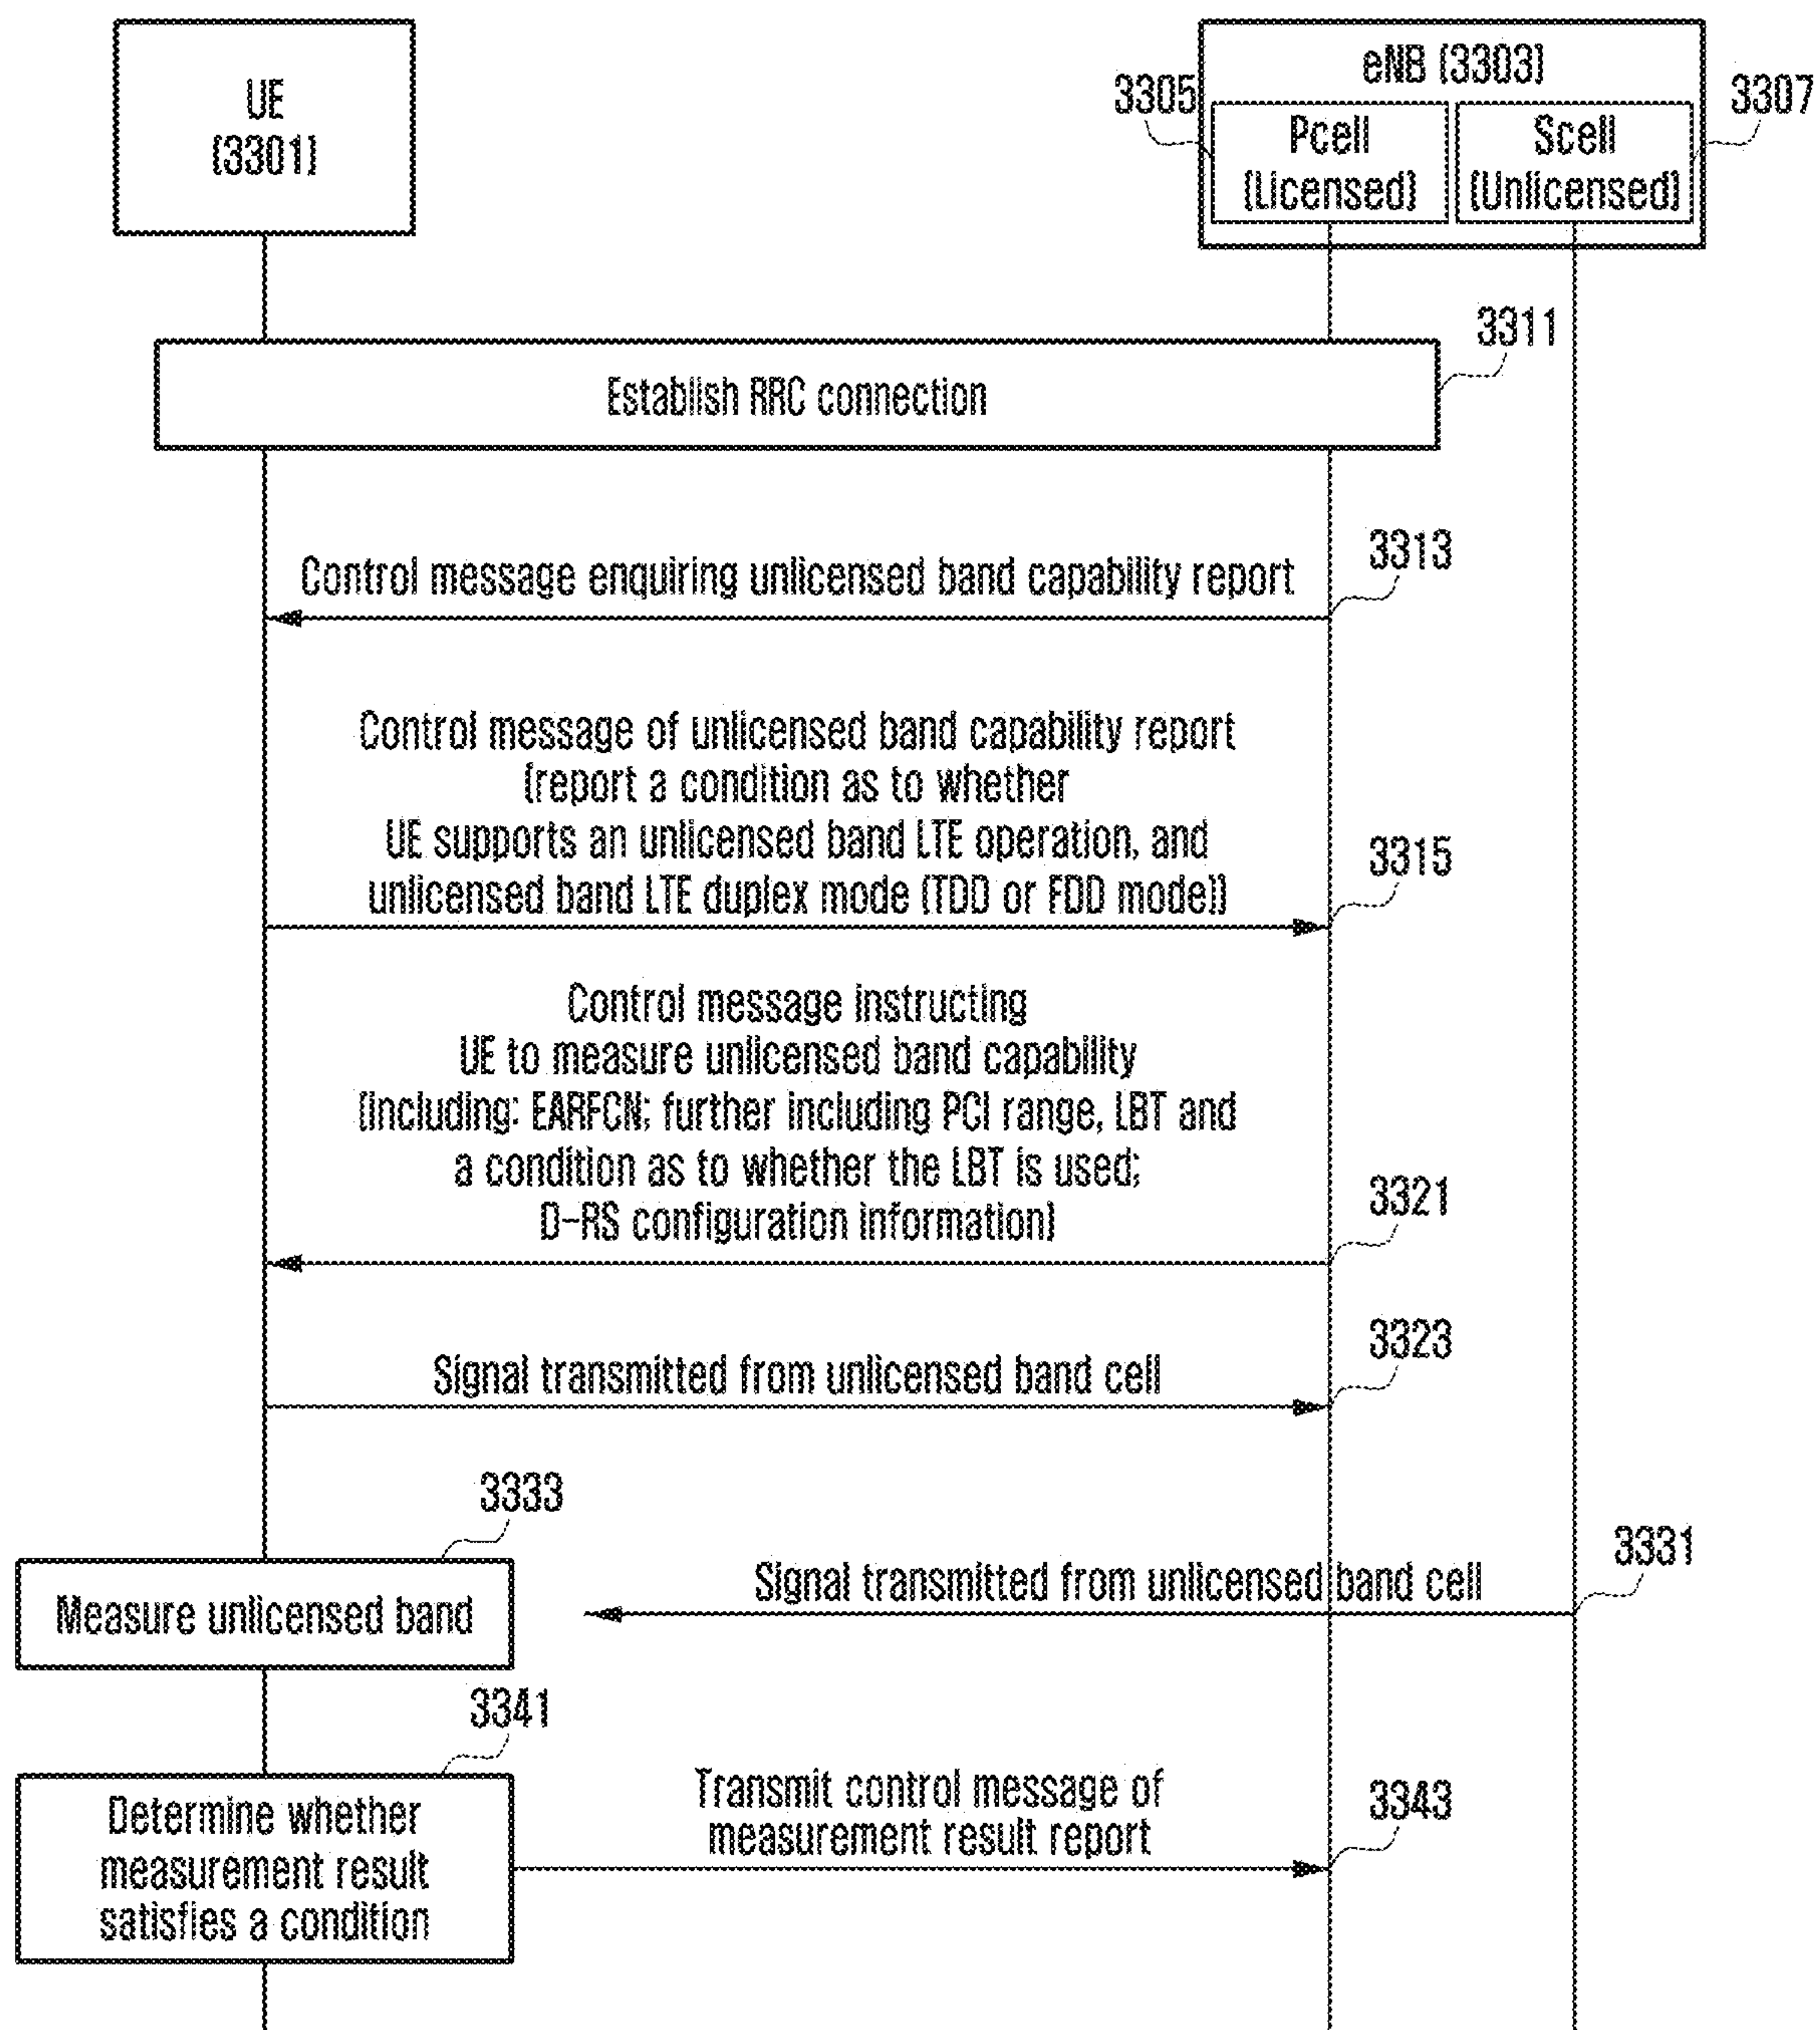 UE
(3301)
eNB (3303)
3305
3307
Pcell
(Licensed)
Scell
(Unlicensed)
3311
Establish RRC connection
3313
Control message enquiring unlicensed band capability report
Control message of unlicensed band capability report
(report a condition as to whether
UE supports an unlicensed band LTE operation, and
unlicensed band LTE duplex mode (TDD or FDD mode))
3315
Control message instructing
UE to measure unlicensed band capability
(including: EARFCN; further including PCI range, LBT and
a condition as to whether the LBT is used;
D-RS configuration information)
3321
3323
Signal transmitted from unlicensed band cell
3333
Measure unlicensed band
3331
Signal transmitted from unlicensed band cell
3341
Determine whether
measurement result
satisfies a condition
Transmit control message of
measurement result report
3343